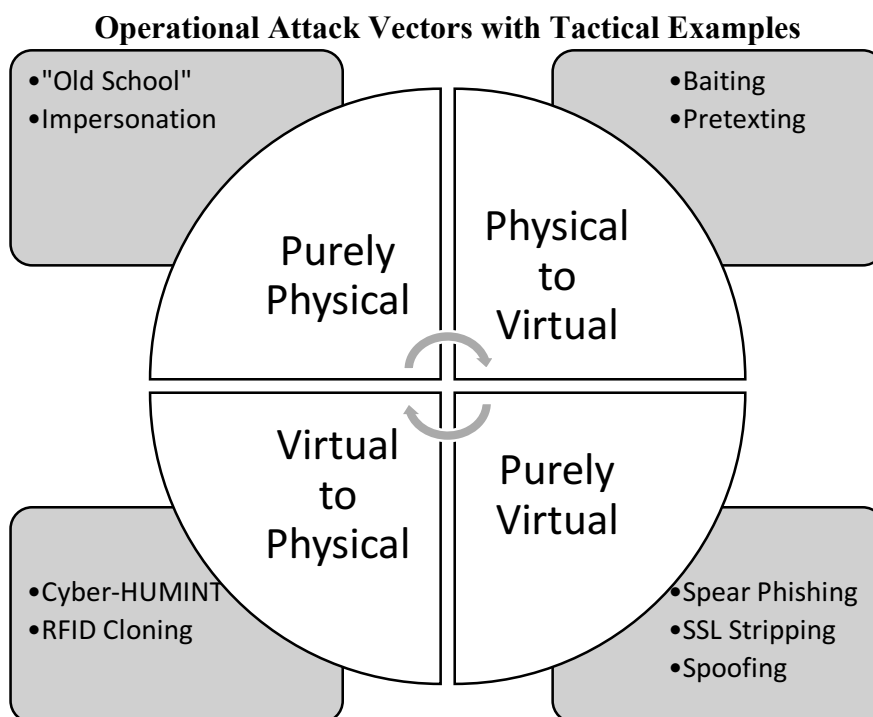 Operational Attack Vectors with Tactical Examples
•"Old School"
•Impersonation
•Baiting
•Pretexting
Purely
Physical
Physical
to
Virtual
Virtual
to
Physical
Purely
Virtual
•Cyber-HUMINT
•RFID Cloning
•Spear Phishing
•SSL Stripping
•Spoofing